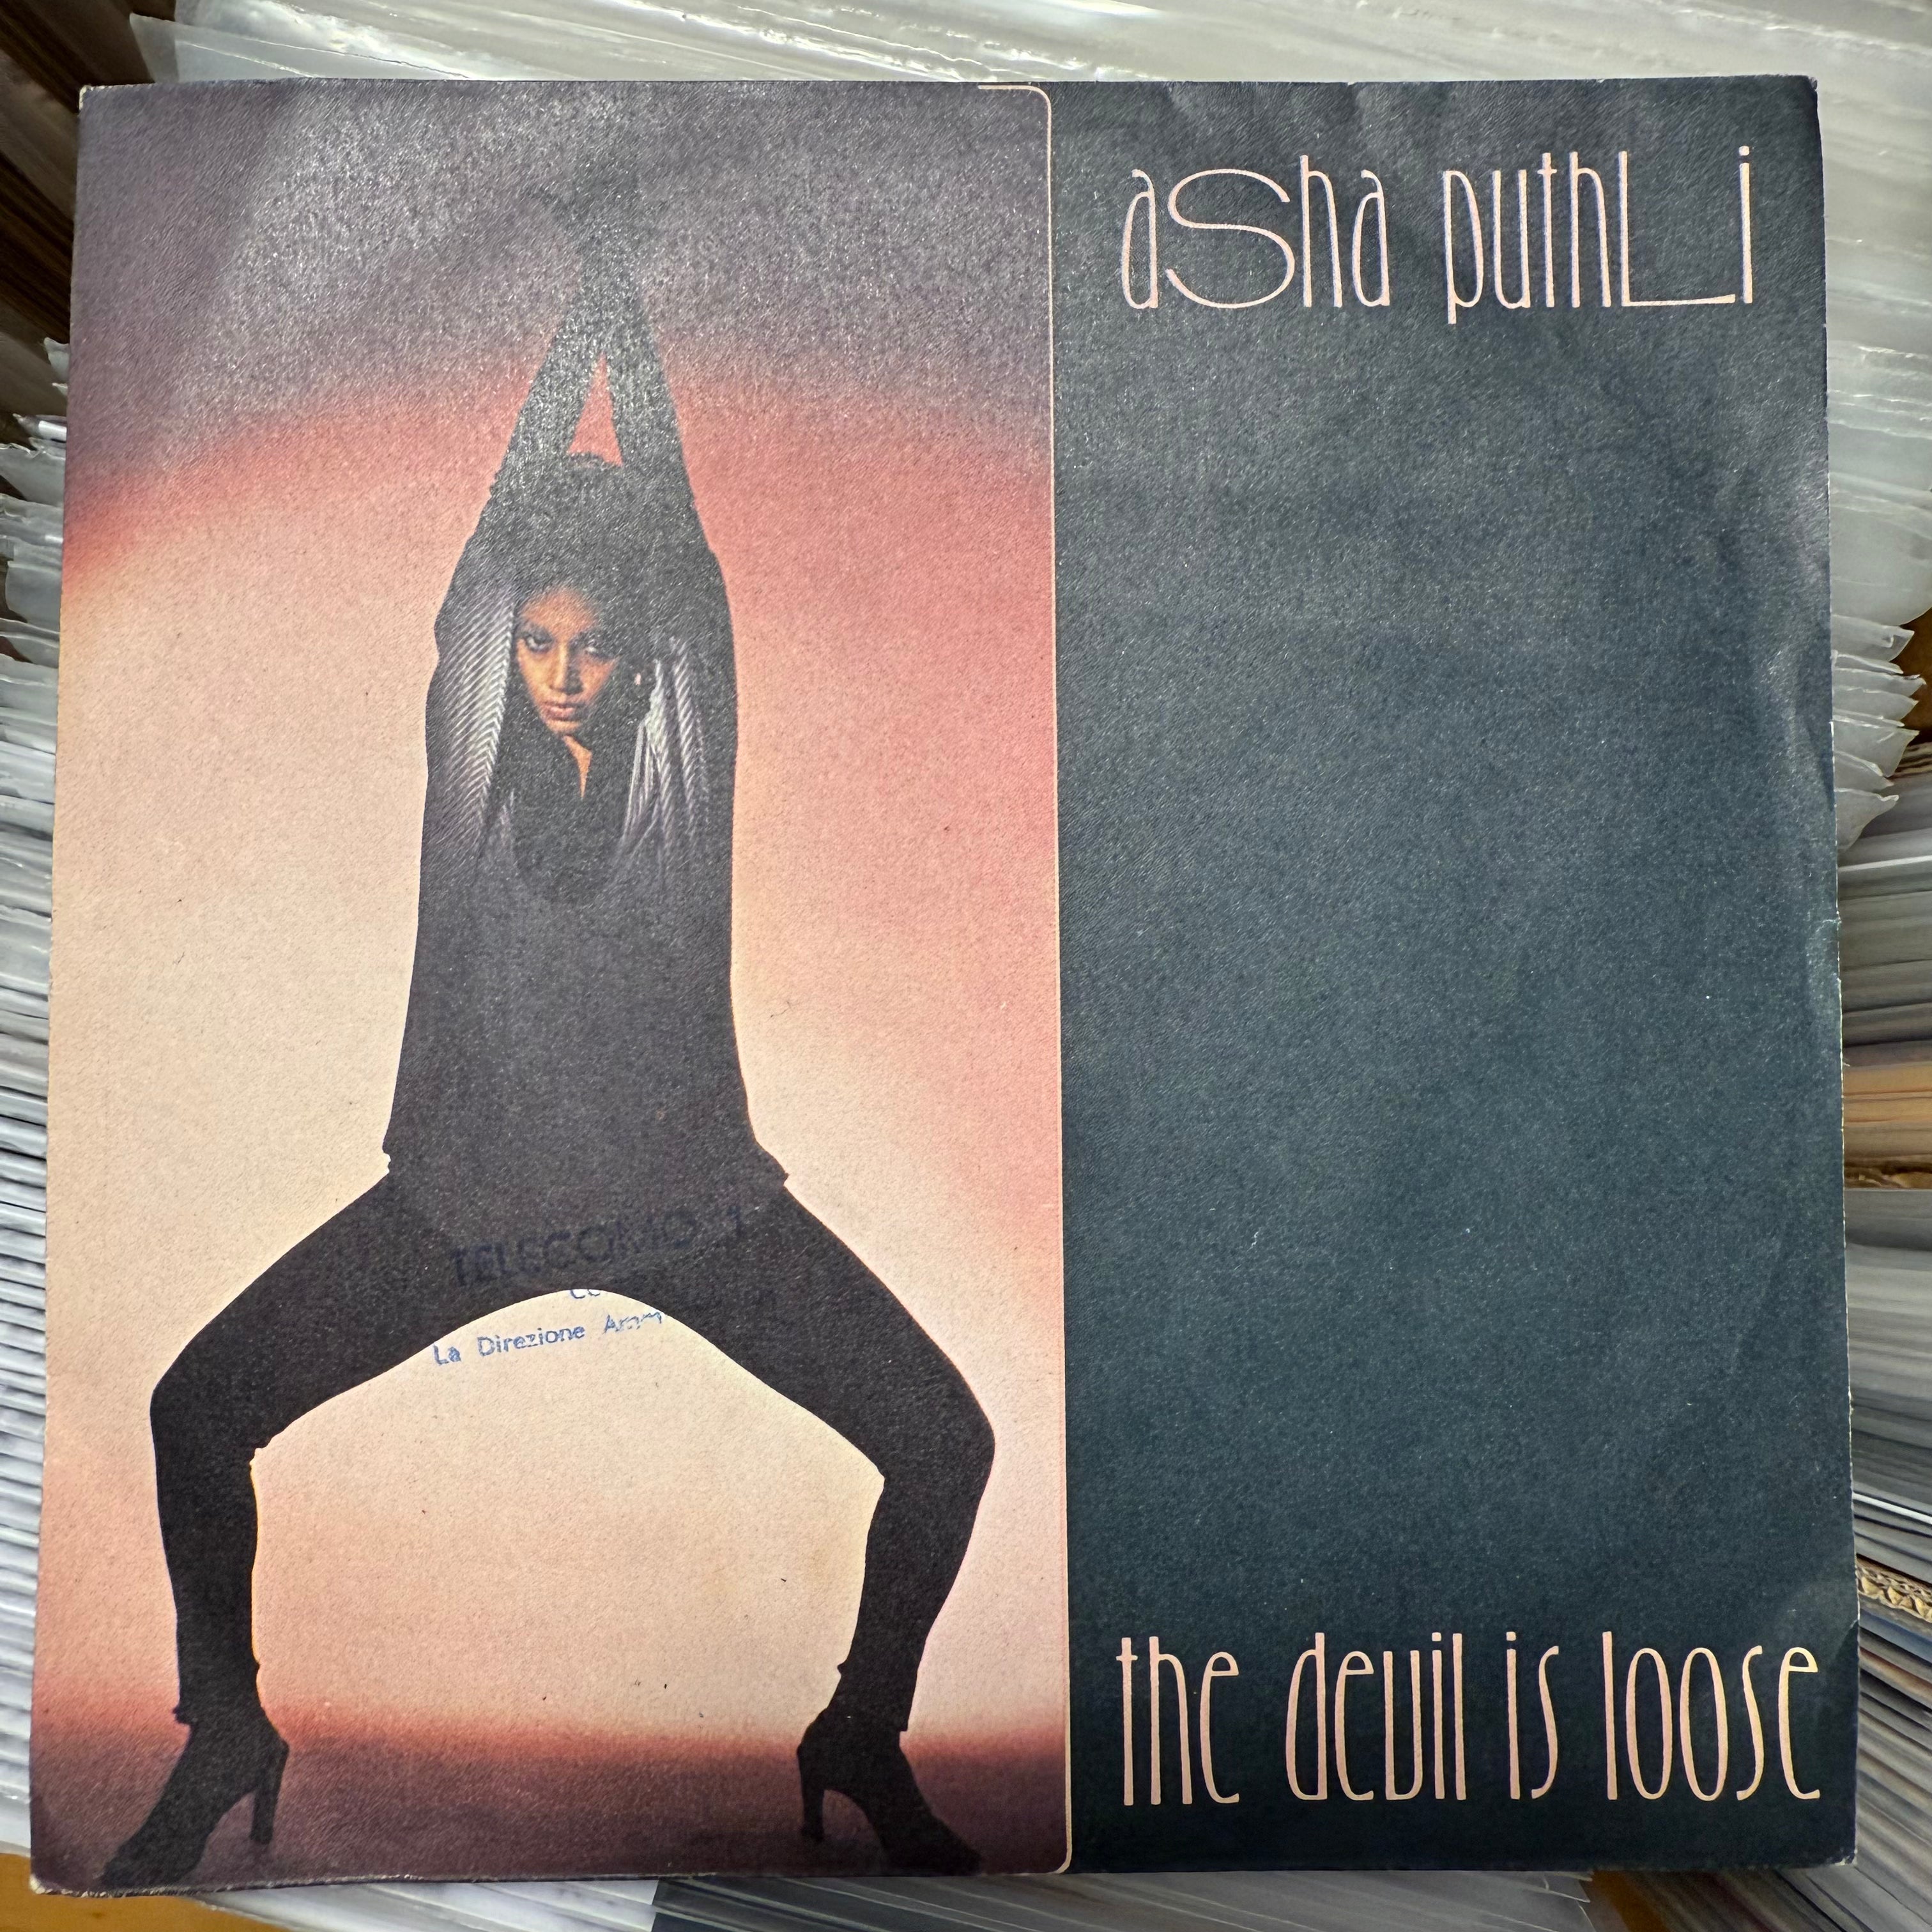 asha puthLi
TELECOMO
La Direzione
the devil is loose